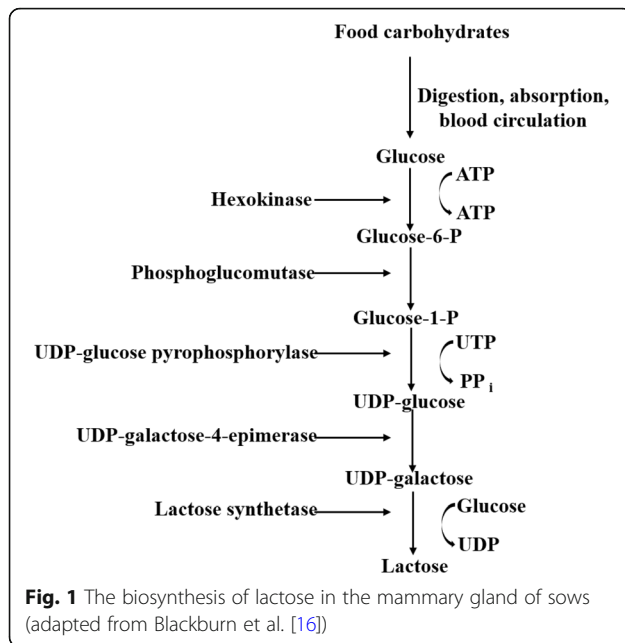 Food carbohydrates
Digestion, absorption,
blood circulation
Glucose
ATP
Hexokinase
ATP
Glucose-6-P
Phosphoglucomutase
Glucose-1-P
UTP
UDP-glucose pyrophosphorylase
PP i
UDP-glucose
UDP-galactose-4-epimerase
UDP-galactose
Glucose
Lactose synthetase
UDP
Lactose
Fig. 1 The biosynthesis of lactose in the mammary gland of sows
(adapted from Blackburn et al. [16])